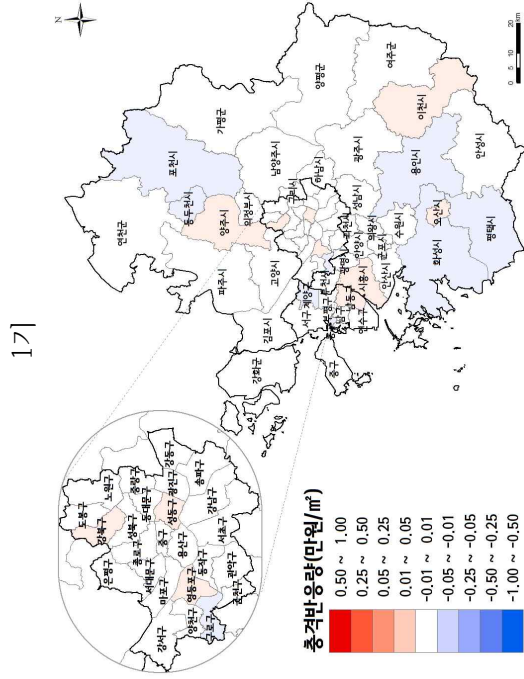 1기
N
0 10 20 km
연천군
포천시
동두천시
가평군
양주시
파주시
의정부시
남양주시
고양시
양평군
구리시
하남시
김포시
강화군
서구
계양
중구
광주시
성남시
과천시
안양시
의왕시
군포시
시흥시
안산시
수원시
여주군
이천시
용인시
오산시
화성시
안성시
평택시
남동구
연수구
도봉구
노원구
강북구
은평구
성북구
중랑구
종로구
동대문구
서대문구
중구
성동구
광진구
강동구
마포구
용산구
강서구
양천구
영등포구
동작구
구로구
금천구
관악구
서초구
강남구
송파구
충격반응량(만원/㎡)
0.50 ~ 1.00
0.25 ~ 0.50
0.05 ~ 0.25
0.01 ~ 0.05
-0.01 ~ 0.01
-0.05 ~ -0.01
-0.25 ~ -0.05
-0.50 ~ -0.25
-1.00 ~ -0.50